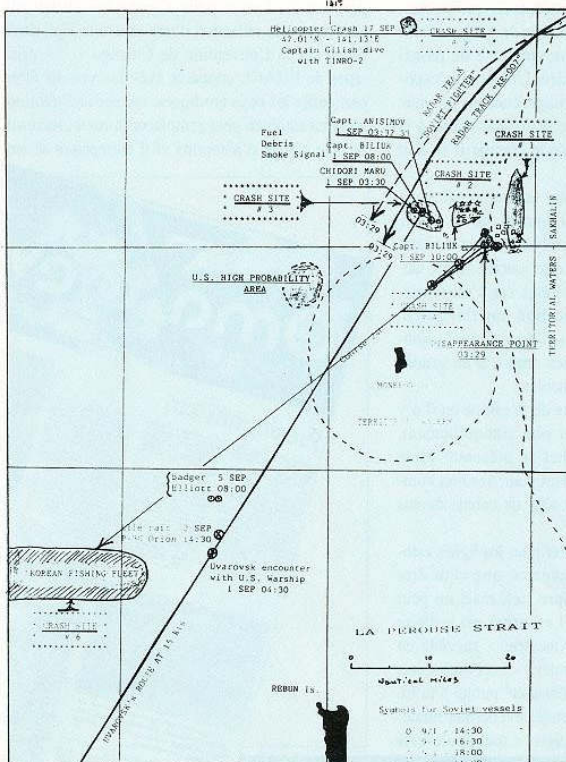 Helicopter Crash 17 SEP
47.01'N - 141.13'E
Captain Gilish dive
with TINRO-2
CRASH SITE
RADAR TRACK
"SOVIET FIGHTER"
RADAR TRACK "KE-007"
CRASH SITE
# 1
Capt. ANISIMOV
1 SEP 03:32
Fuel
Debris
Smoke Signal
Capt. BILIUK
1 SEP 08:00
CHIDORI MARU
1 SEP 03:30
CRASH SITE
# 2
CRASH SITE
# 3
03:29
03:29
Capt. BILIUK
1 SEP 10:00
TERRITORIAL WATERS SAKHALIN
U.S. HIGH PROBABILITY
AREA
CRASH SITE
DISAPPEARANCE POINT
03:29
Badger 5 SEP
Elliott 08:00
SEP
Orion 14:30
KOREAN FISHING FLEET
Uvarovsk encounter
with U.S. Warship
1 SEP 04:30
CRASH SITE
# 6
UVAROVSK'S ROUTE AT 15 kts
LA PEROUSE STRAIT
0 10 20
Nautical Miles
REBUN Is.
Symbols for Soviet vessels
9/1 - 14:30
9/1 - 16:30
18:00